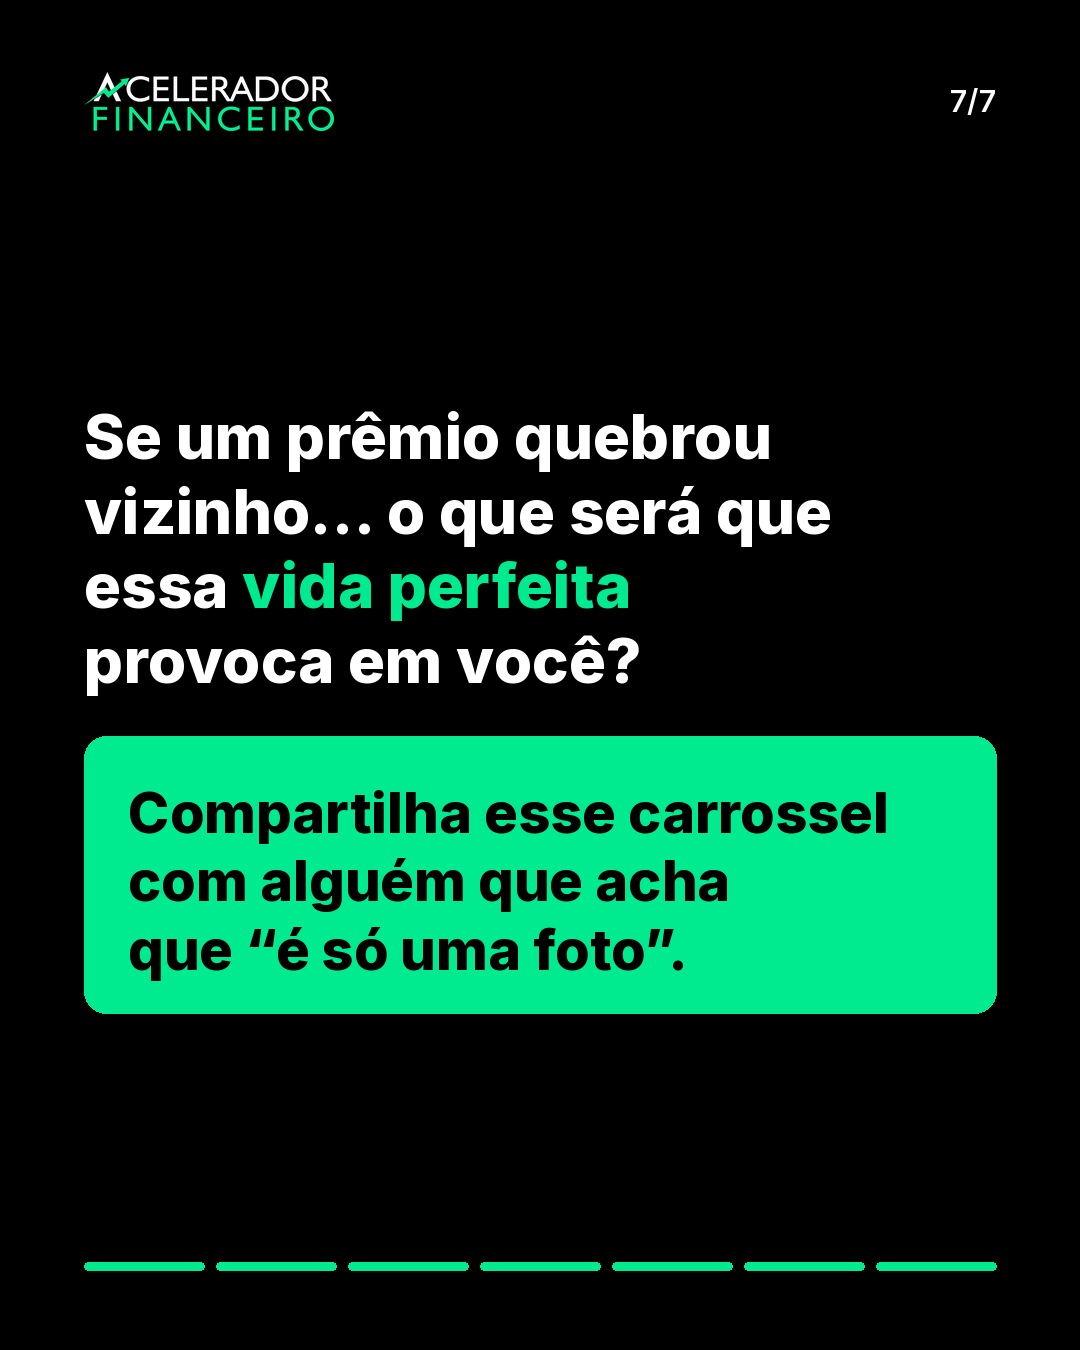 ACELERADOR
FINANCEIRO
7/7
Se um prêmio quebrou
vizinho... o que será que
essa vida perfeita
provoca em você?
Compartilha esse carrossel
com alguém que acha
que “é só uma foto”.